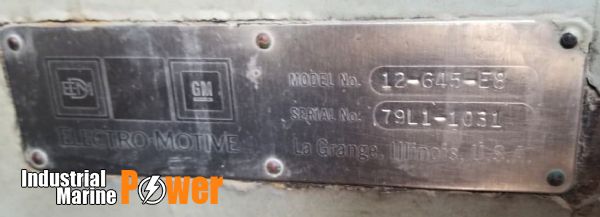 EMD
GM
MODEL No. 12-645-E8
SERIAL No. 79L1-1031
ELECTRO-MOTIVE
La Grange, Illinois, U.S.A.
Industrial
Marine
Power